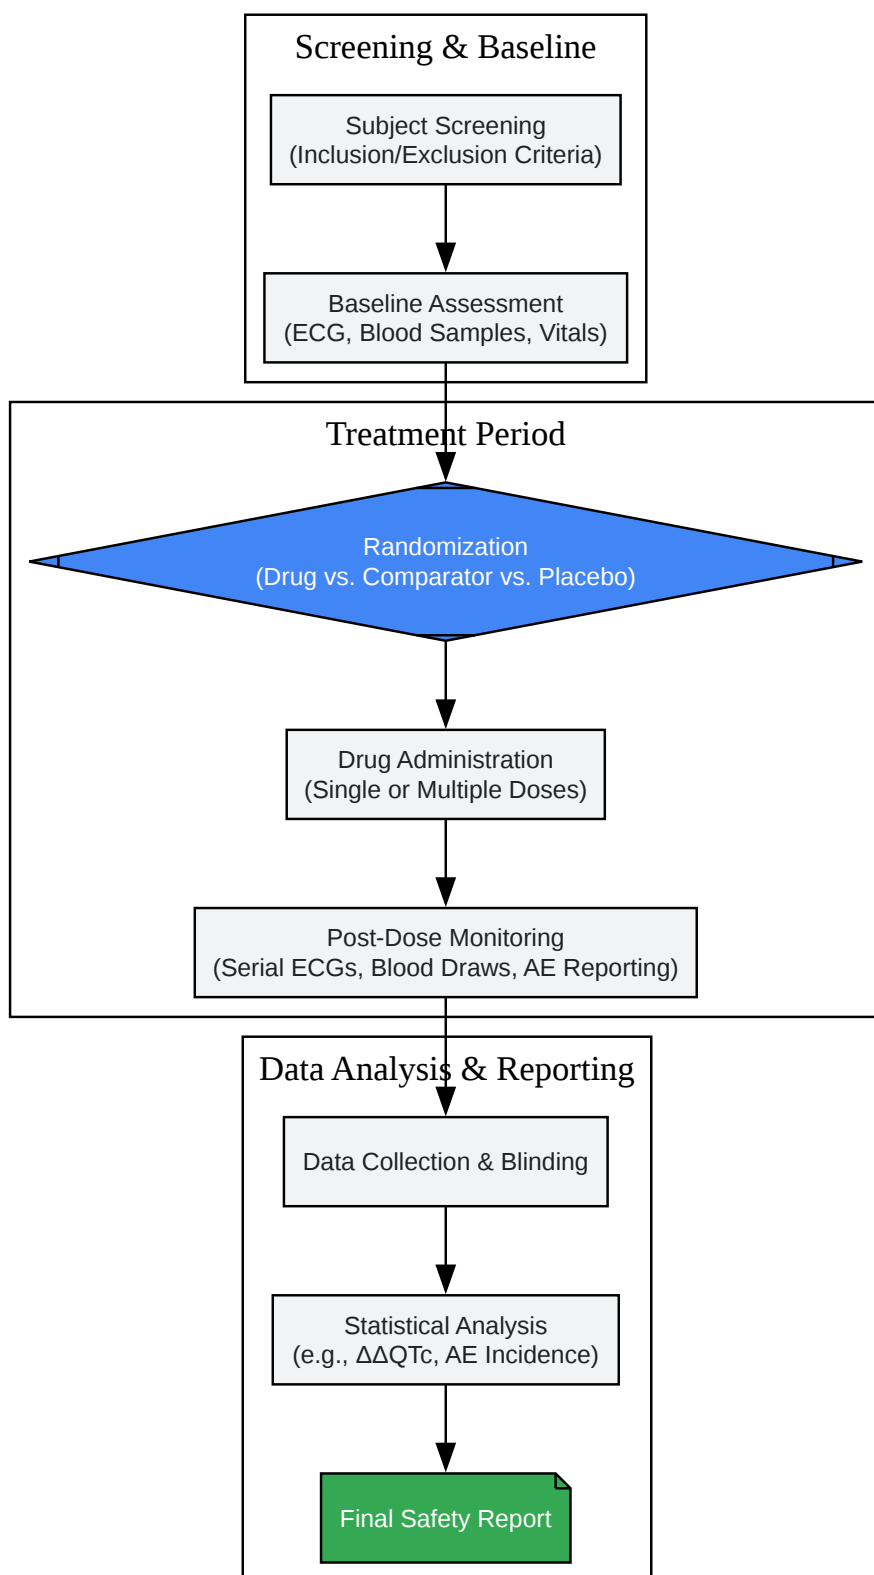 Screening & Baseline
Subject Screening
(Inclusion/Exclusion Criteria)
Baseline Assessment
(ECG, Blood Samples, Vitals)
Treatment Period
Randomization
(Drug vs. Comparator vs. Placebo)
Drug Administration
(Single or Multiple Doses)
Post-Dose Monitoring
(Serial ECGs, Blood Draws, AE Reporting)
Data Analysis & Reporting
Data Collection & Blinding
Statistical Analysis
(e.g., ΔΔQTc, AE Incidence)
Final Safety Report